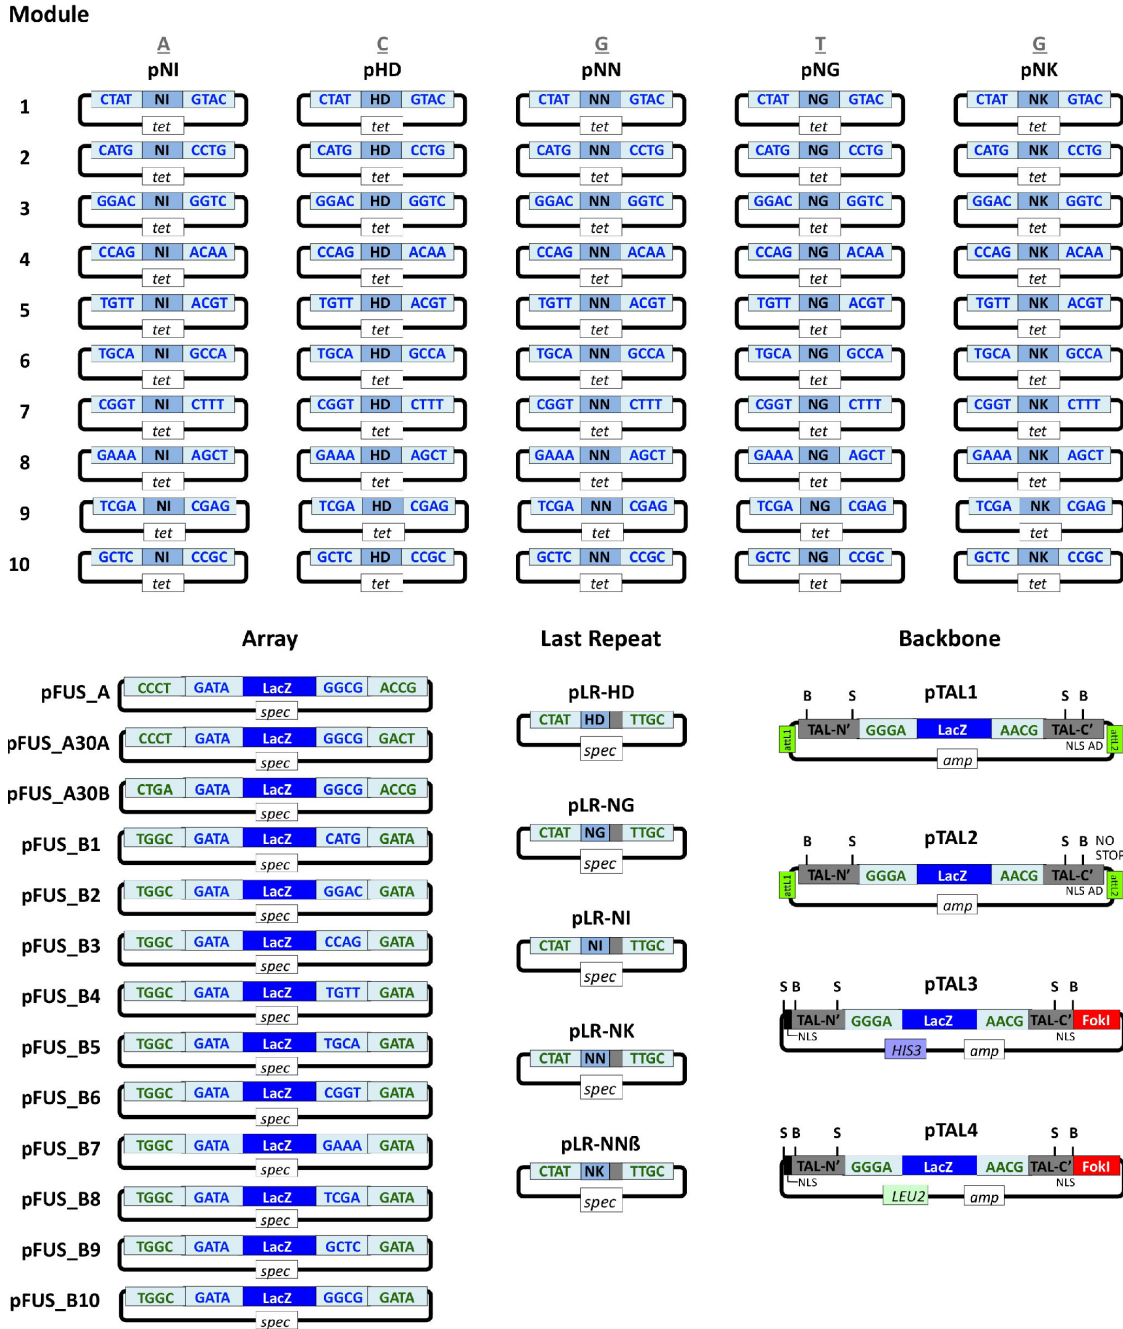 Module
A C G T G
pNI pHD pNN pNG pNK
1 CTAT NI GTAC CTAT HD GTAC CTAT NN GTAC CTAT NG GTAC CTAT NK GTAC
tet tet tet tet tet
2 CATG NI CCTG CATG HD CCTG CATG NN CCTG CATG NG CCTG CATG NK CCTG
tet tet tet tet tet
3 GGAC NI GGTC GGAC HD GGTC GGAC NN GGTC GGAC NG GGTC GGAC NK GGTC
tet tet tet tet tet
4 CCAG NI ACAA CCAG HD ACAA CCAG NN ACAA CCAG NG ACAA CCAG NK ACAA
tet tet tet tet tet
5 TGTT NI ACGT TGTT HD ACGT TGTT NN ACGT TGTT NG ACGT TGTT NK ACGT
tet tet tet tet tet
6 TGCA NI GCCA TGCA HD GCCA TGCA NN GCCA TGCA NG GCCA TGCA NK GCCA
tet tet tet tet tet
7 CGGT NI CTTT CGGT HD CTTT CGGT NN CTTT CGGT NG CTTT CGGT NK CTTT
tet tet tet tet tet
8 GAAA NI AGCT GAAA HD AGCT GAAA NN AGCT GAAA NG AGCT GAAA NK AGCT
tet tet tet tet tet
9 TCGA NI CGAG TCGA HD CGAG TCGA NN CGAG TCGA NG CGAG TCGA NK CGAG
tet tet tet tet tet
10 GCTC NI CCGC GCTC HD CCGC GCTC NN CCGC GCTC NG CCGC GCTC NK CCGC
tet tet tet tet tet
Array
pFUS_A CCCT GATA LacZ GGCG ACCG
spec
pFUS_A30A CCCT GATA LacZ GGCG GACT
spec
pFUS_A30B CTGA GATA LacZ GGCG ACCG
spec
pFUS_B1 TGGC GATA LacZ CATG GATA
spec
pFUS_B2 TGGC GATA LacZ GGAC GATA
spec
pFUS_B3 TGGC GATA LacZ CCAG GATA
spec
pFUS_B4 TGGC GATA LacZ TGTT GATA
spec
pFUS_B5 TGGC GATA LacZ TGCA GATA
spec
pFUS_B6 TGGC GATA LacZ CGGT GATA
spec
pFUS_B7 TGGC GATA LacZ GAAA GATA
spec
pFUS_B8 TGGC GATA LacZ TCGA GATA
spec
pFUS_B9 TGGC GATA LacZ GCTC GATA
spec
pFUS_B10 TGGC GATA LacZ GGCG GATA
spec
Last Repeat
pLR-HD
CTAT HD TTGC
spec
pLR-NG
CTAT NG TTGC
spec
pLR-NI
CTAT NI TTGC
spec
pLR-NK
CTAT NN TTGC
spec
pLR-NNß
CTAT NK TTGC
spec
Backbone
pTAL1
B S S B
attL1 TAL-N' GGGA LacZ AACG TAL-C' attL2
NLS AD
amp
pTAL2
B S S B NO
STOP
attL1 TAL-N' GGGA LacZ AACG TAL-C' attL2
NLS AD
amp
pTAL3
S B S S B
TAL-N' GGGA LacZ AACG TAL-C' FokI
NLS NLS
HIS3 amp
pTAL4
S B S S B
TAL-N' GGGA LacZ AACG TAL-C' FokI
NLS NLS
LEU2 amp